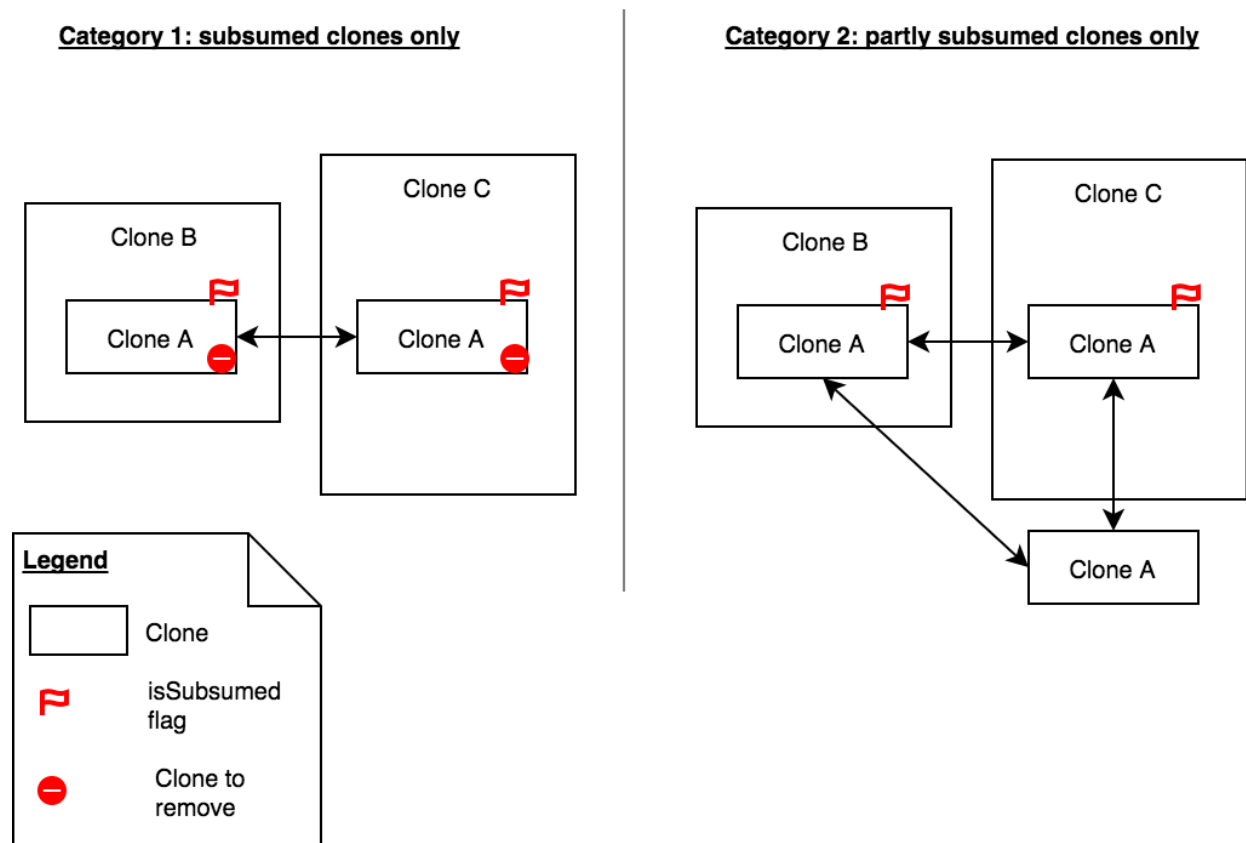 Category 1: subsumed clones only
Clone B
Clone C
Clone A
Clone A
Category 2: partly subsumed clones only
Clone B
Clone C
Clone A
Clone A
Clone A
Legend
Clone
isSubsumed
flag
Clone to
remove